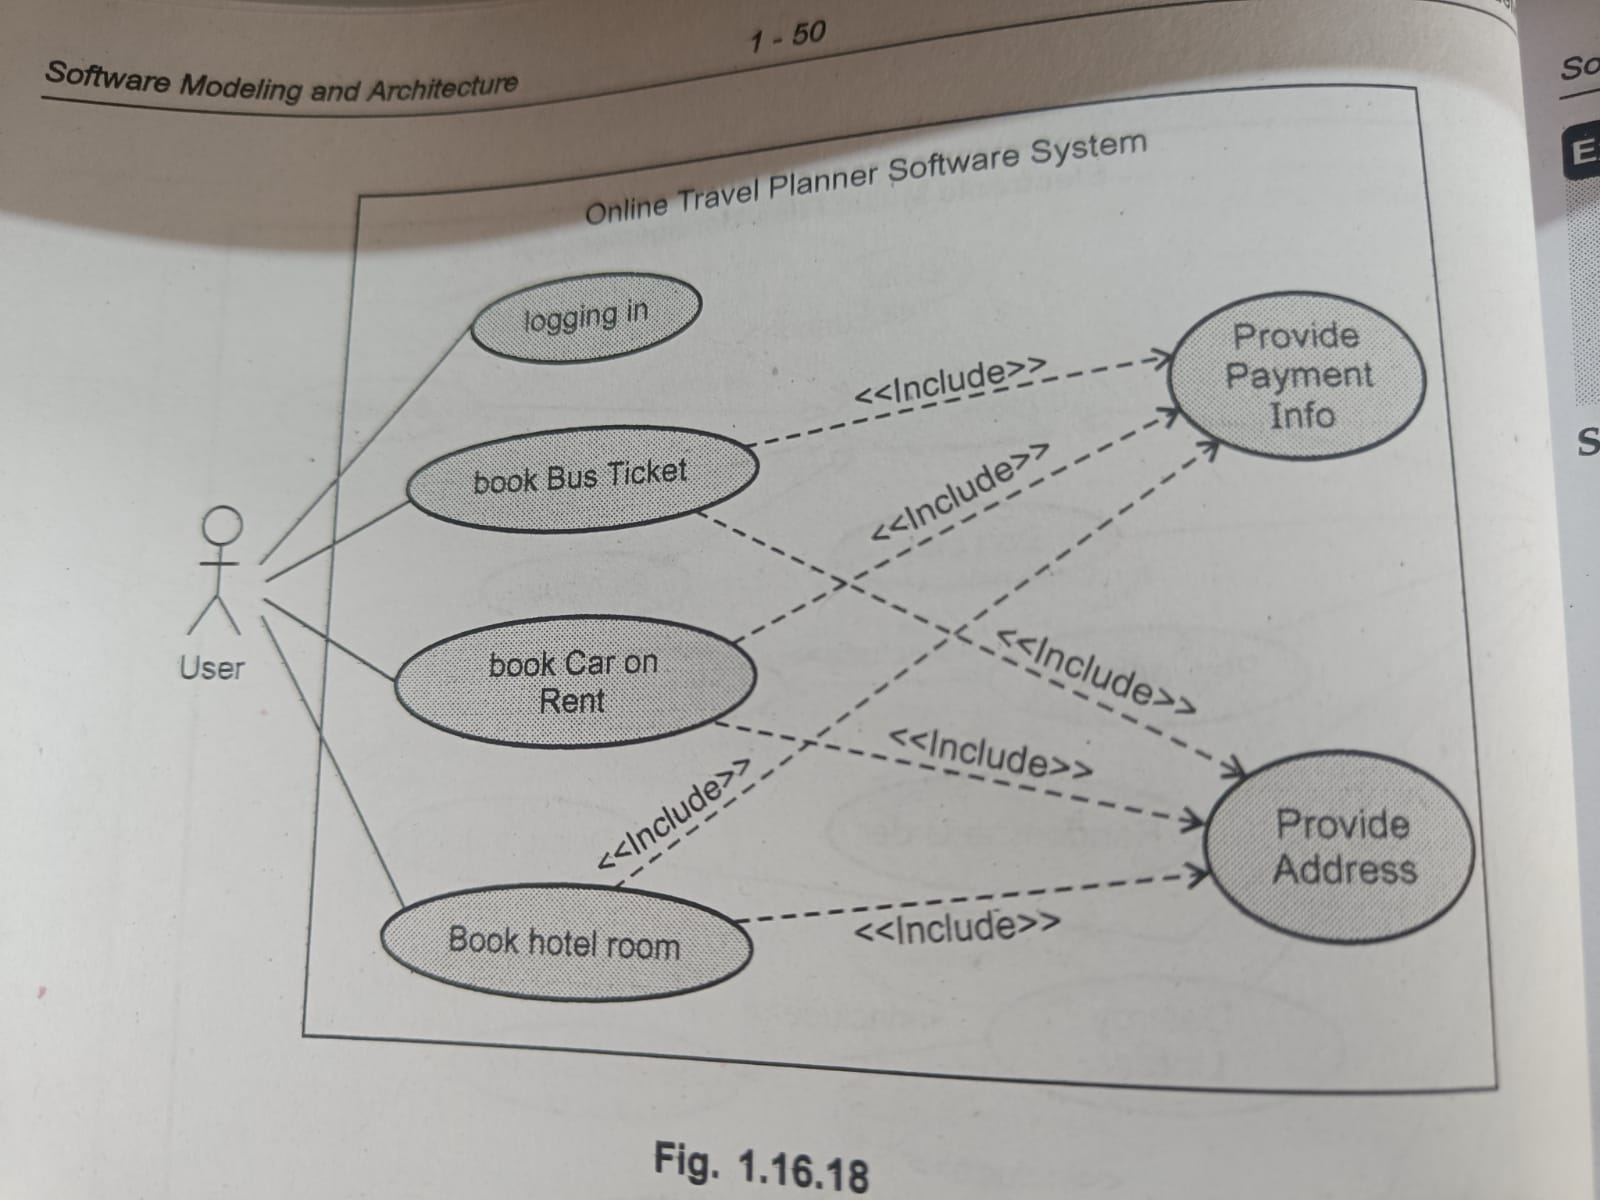 1 - 50
Software Modeling and Architecture
Online Travel Planner Software System
logging in
Provide
Payment
Info
<<Include>>
book Bus Ticket
<<Include>>
User
book Car on
Rent
<<Include>>
<<Include>>
<<Include>>
Provide
Address
Book hotel room
<<Include>>
Fig. 1.16.18
So
E
S